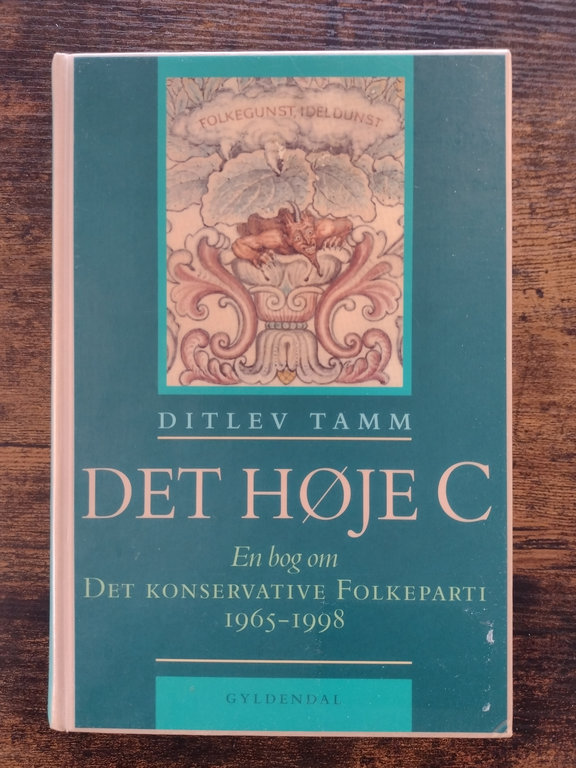 FOLKEGUNST, IDEL DUNST
DITLEV TAMM
DET HØJE C
En bog om
DET KONSERVATIVE FOLKEPARTI
1965–1998
GYLDENDAL